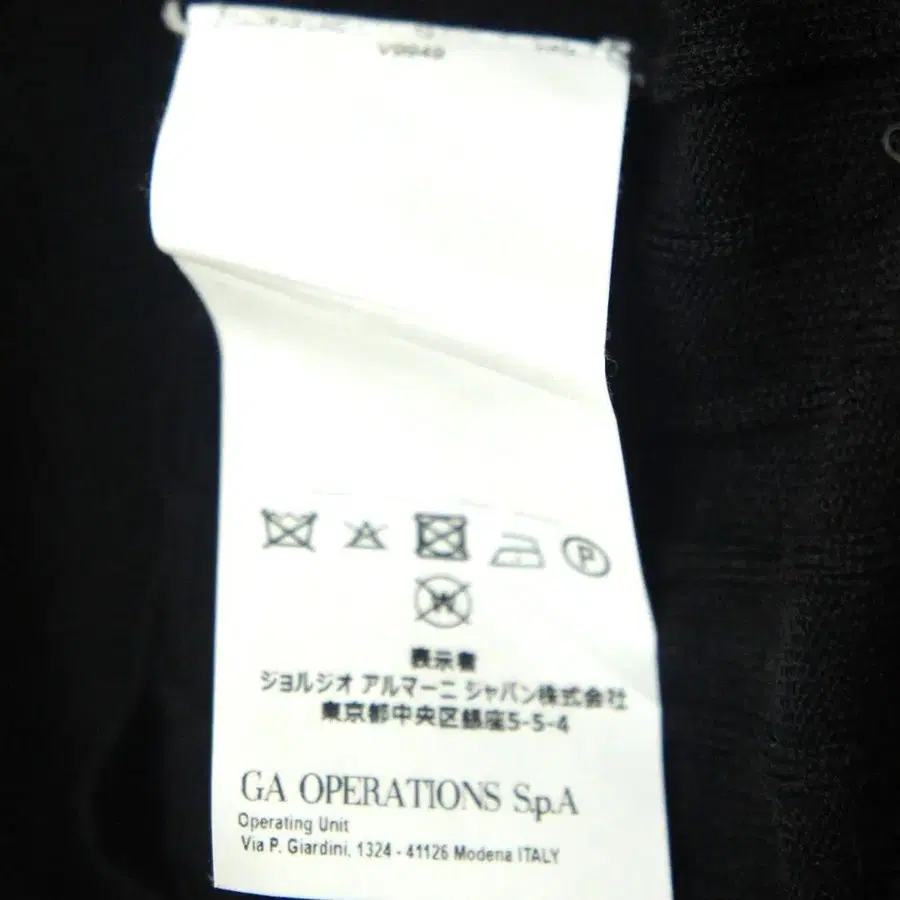 P
W
表示者
ジョルジオ アルマーニ ジャパン株式会社
東京都中央区銀座5-5-4
GA OPERATIONS S.p.A
Operating Unit
Via P. Giardini, 1324 - 41126 Modena ITALY